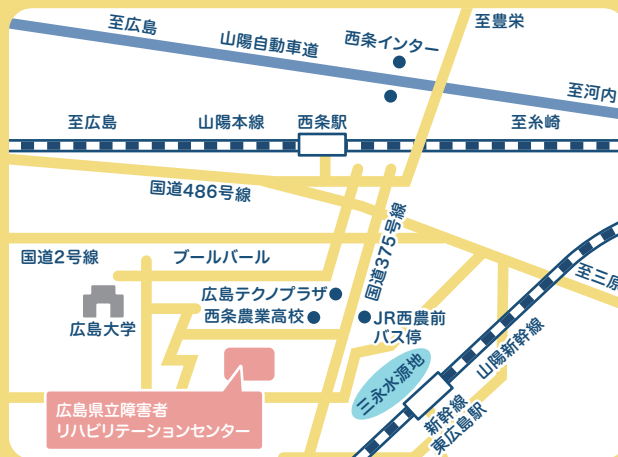 至広島
山陽自動車道
西条インター
至豊栄
至河内
至広島
山陽本線
西条駅
至糸崎
国道486号線
国道375号線
国道2号線
ブールバール
至三原
広島テクノプラザ
西条農業高校
JR西農前
バス停
広島大学
三永水源地
山陽新幹線
新幹線
東広島駅
広島県立障害者
リハビリテーションセンター